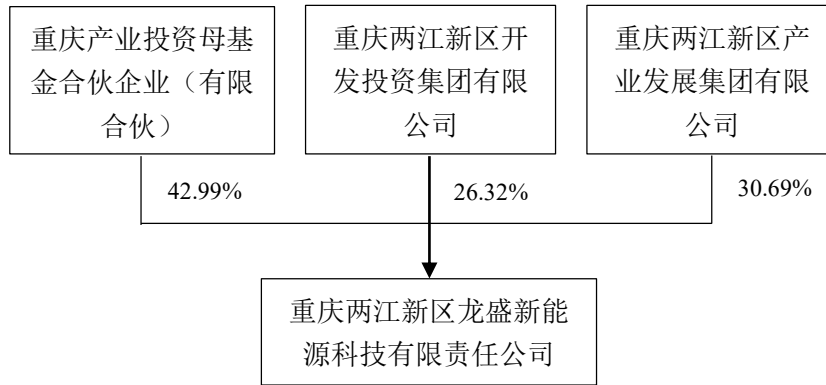 重庆产业投资母基
金合伙企业（有限
合伙）
重庆两江新区开
发投资集团有限
公司
重庆两江新区产
业发展集团有限
公司
42.99%
26.32%
30.69%
重庆两江新区龙盛新能
源科技有限责任公司